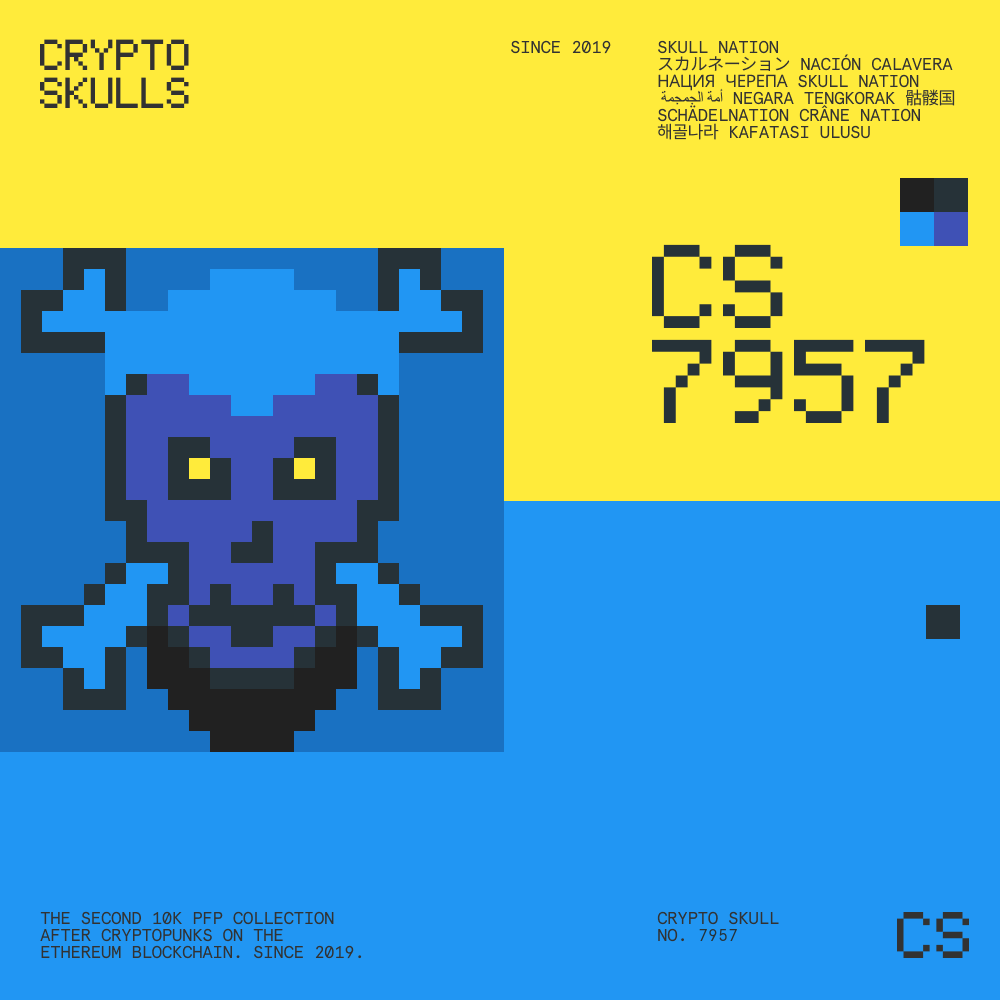 CRYPTO
SKULLS
SINCE 2019
SKULL NATION
スカルネーション NACIÓN CALAVERA
НАЦИЯ ЧЕРЕПА SKULL NATION
أمة الجمجمة NEGARA TENGKORAK 骷髅国
SCHÄDELNATION CRÂNE NATION
해골나라 KAFATASI ULUSU
CS
7957
THE SECOND 10K PFP COLLECTION
AFTER CRYPTOPUNKS ON THE
ETHEREUM BLOCKCHAIN. SINCE 2019.
CRYPTO SKULL
NO. 7957
CS